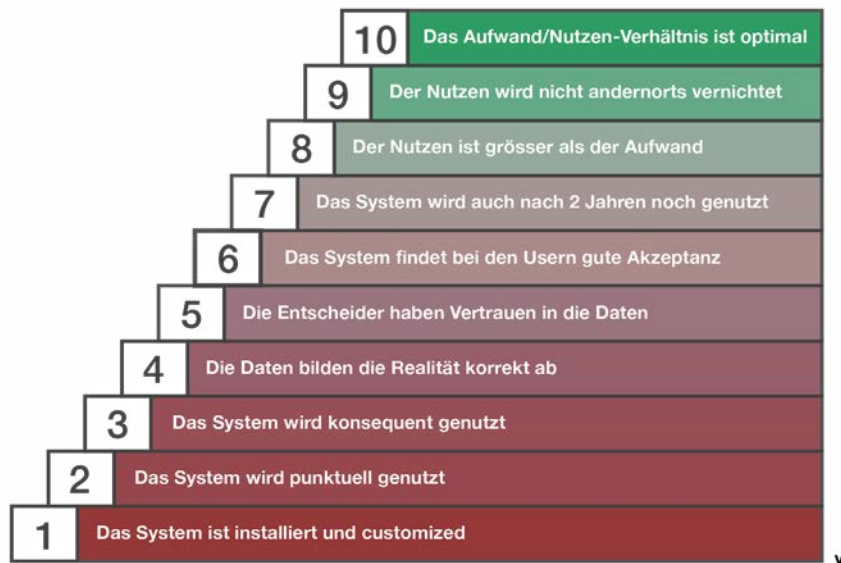 10 Das Aufwand/Nutzen-Verhältnis ist optimal
9 Der Nutzen wird nicht andernorts vernichtet
8 Der Nutzen ist grösser als der Aufwand
7 Das System wird auch nach 2 Jahren noch genutzt
6 Das System findet bei den Usern gute Akzeptanz
5 Die Entscheider haben Vertrauen in die Daten
4 Die Daten bilden die Realität korrekt ab
3 Das System wird konsequent genutzt
2 Das System wird punktuell genutzt
1 Das System ist installiert und customized